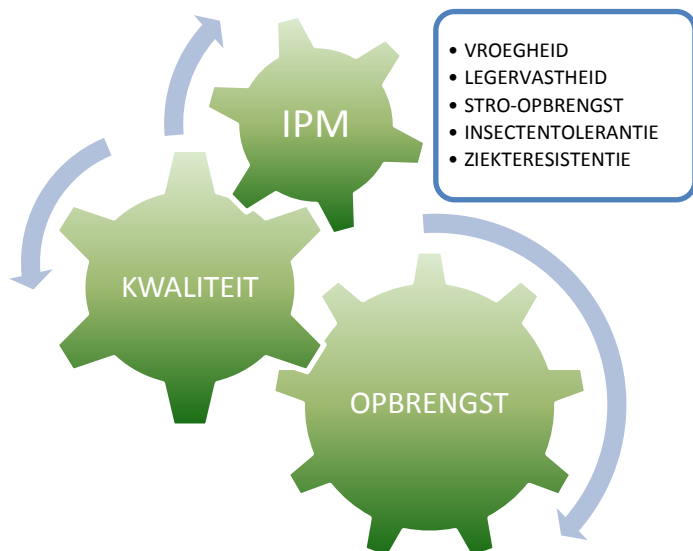 IPM
• VROEGHEID
• LEGERVASTHEID
• STRO-OPBRENGST
• INSECTENTOLERANTIE
• ZIEKTERESISTENTIE
KWALITEIT
OPBRENGST